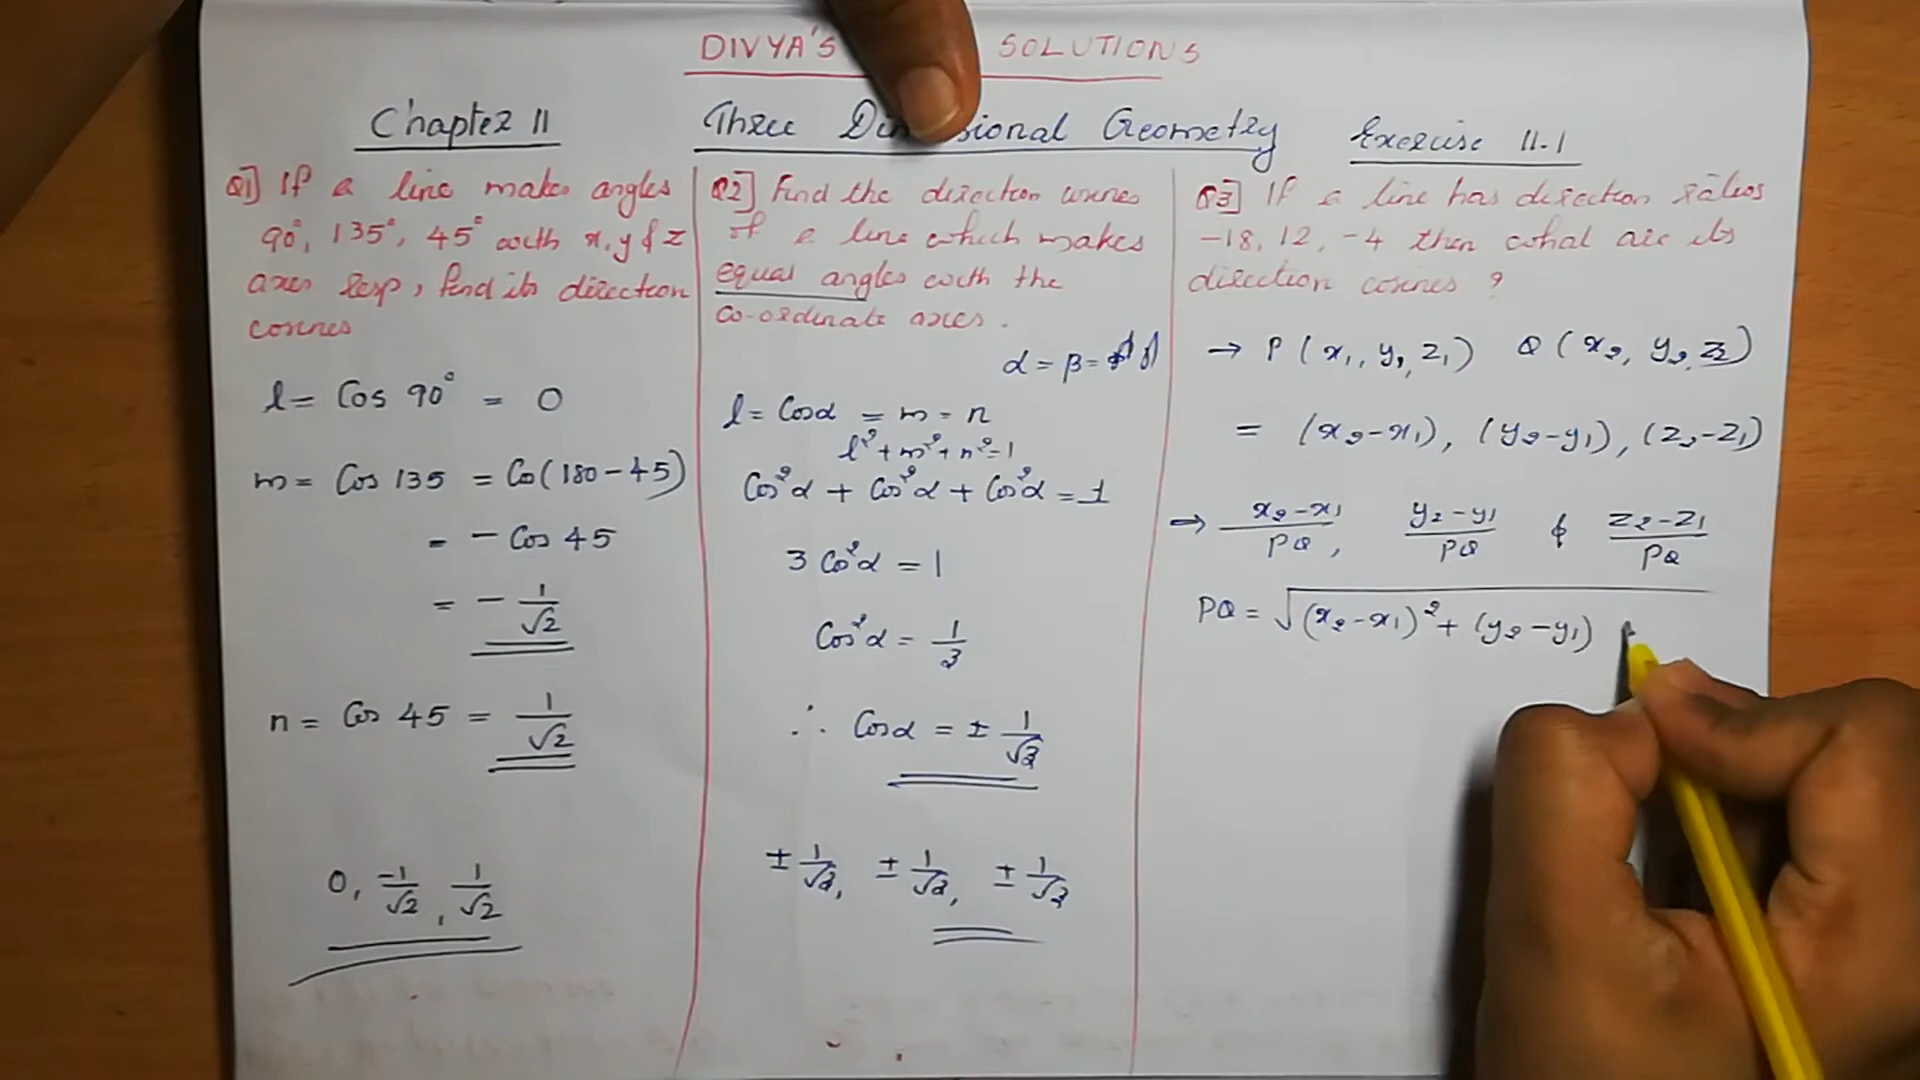 DIVYA'S SOLUTIONS
Chapter 11 Three Dimensional Geometry Exercise 11.1
Q1] If a line makes angles
90°, 135°, 45° with x, y & z
axes resp, find its direction
cosines
l = Cos 90° = 0
m = Cos 135 = Co(180-45)
= - Cos 45
= - 1/√2
n = Cos 45 = 1/√2
0, -1/√2, 1/√2
Q2] Find the direction cosines
of a line which makes
equal angles with the
co-ordinate axes.
α = β =
l = Cosα = m = n
l² + m² + n² = 1
Cos²α + Cos²α + Cos²α = 1
3 Cos²α = 1
Cos²α = 1/3
∴ Cosα = ± 1/√3
± 1/√3, ± 1/√3, ± 1/√3
Q3] If a line has direction ratios
-18, 12, -4 then what are its
direction cosines ?
→ P (x₁, y₁, z₁) Q (x₂, y₂, z₂)
= (x₂-x₁), (y₂-y₁), (z₂-z₁)
⇒ x₂-x₁/PQ, y₂-y₁/PQ & z₂-z₁/PQ
PQ = √(x₂-x₁)² + (y₂-y₁)